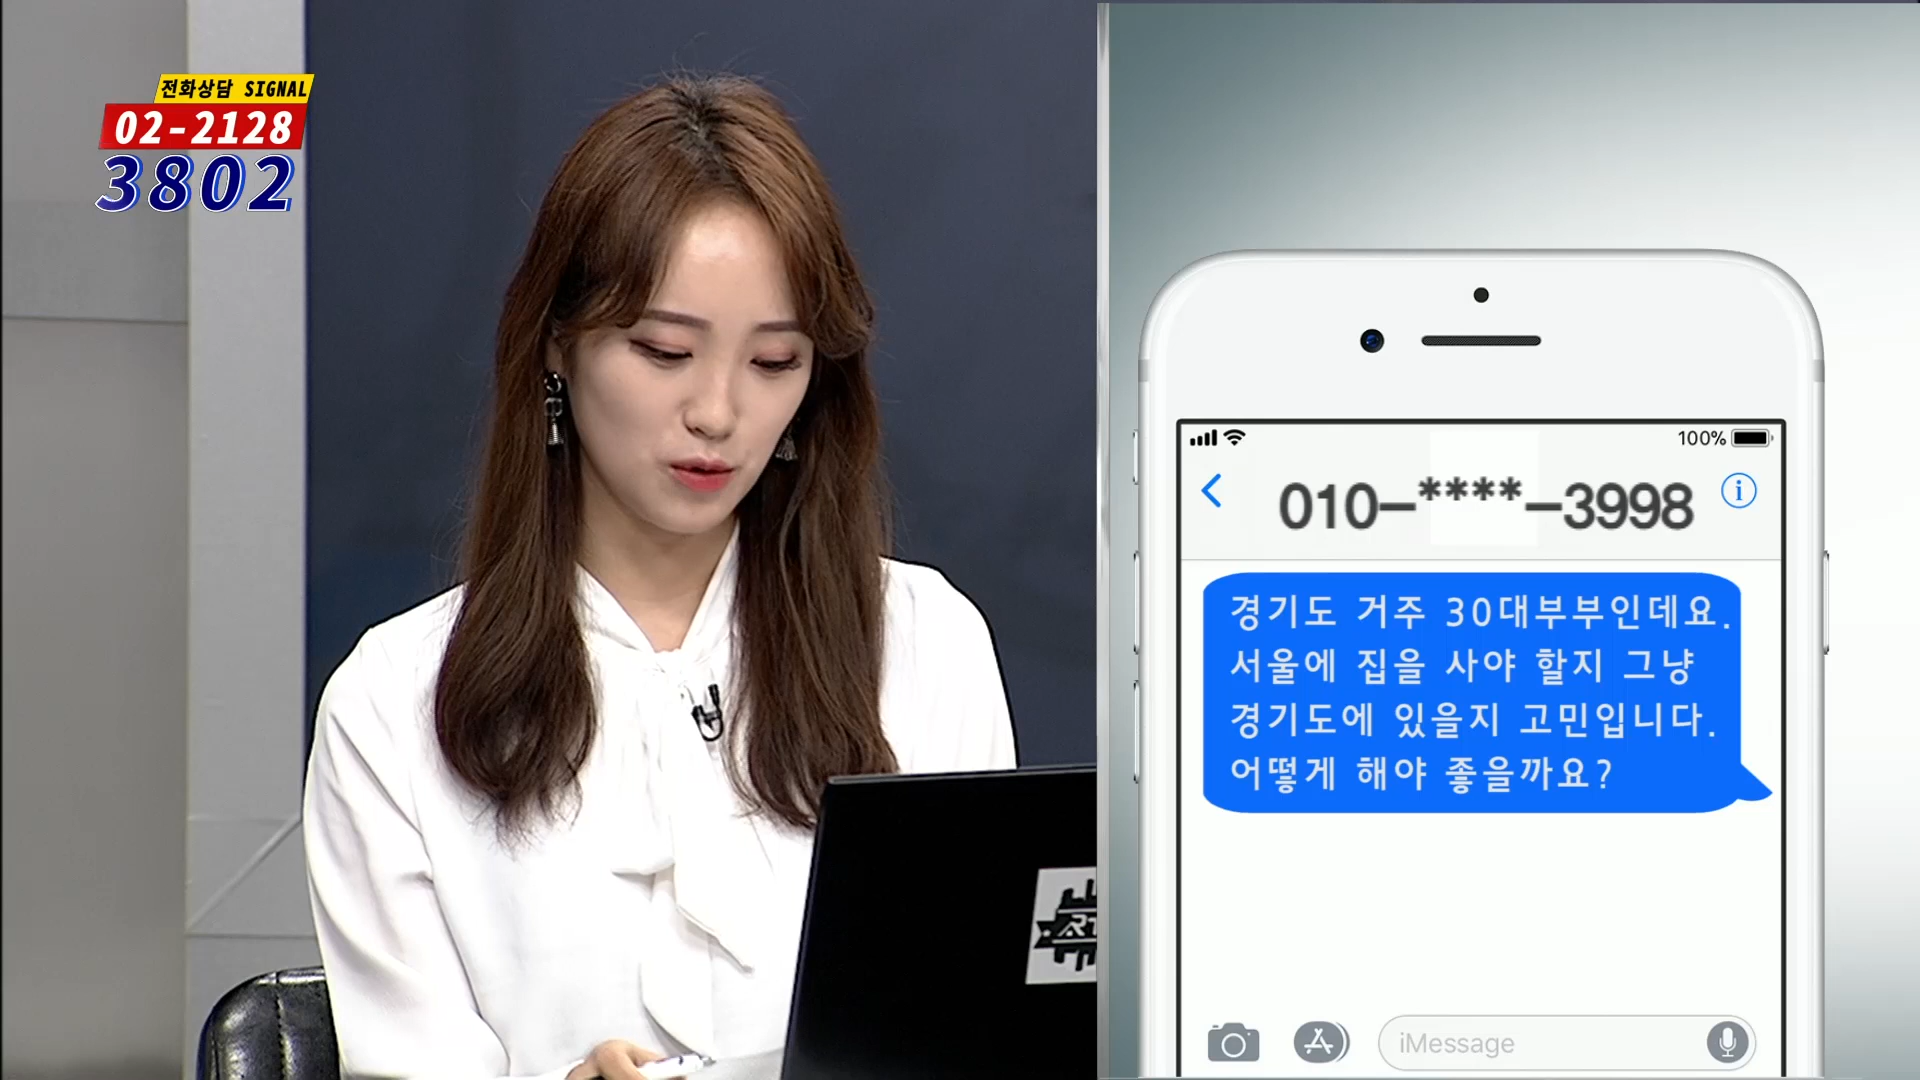 전화상담 SIGNAL
02-2128
3802
100%
010-****-3998
경기도 거주 30대부부인데요.
서울에 집을 사야 할지 그냥
경기도에 있을지 고민입니다.
어떻게 해야 좋을까요?
iMessage